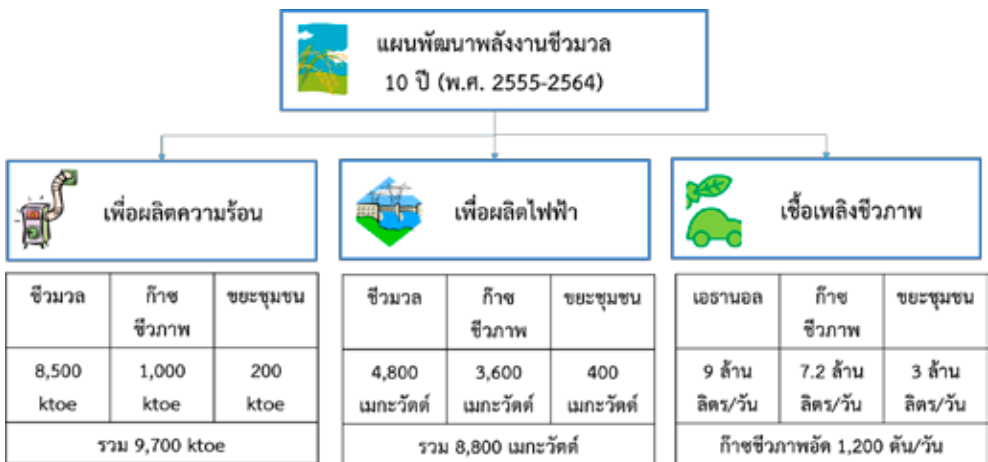 แผนพัฒนาพลังงานชีวมวล
10 ปี (พ.ศ. 2555-2564)
เพื่อผลิตความร้อน
เพื่อผลิตไฟฟ้า
เชื้อเพลิงชีวภาพ
ชีวมวล
ก๊าซ
ชีวภาพ
ขยะชุมชน
8,500
ktoe
1,000
ktoe
200
ktoe
รวม 9,700 ktoe
ชีวมวล
ก๊าซ
ชีวภาพ
ขยะชุมชน
4,800
เมกะวัตต์
3,600
เมกะวัตต์
400
เมกะวัตต์
รวม 8,800 เมกะวัตต์
เอธานอล
ก๊าซ
ชีวภาพ
ขยะชุมชน
9 ล้าน
ลิตร/วัน
7.2 ล้าน
ลิตร/วัน
3 ล้าน
ลิตร/วัน
ก๊าซชีวภาพอัด 1,200 ตัน/วัน